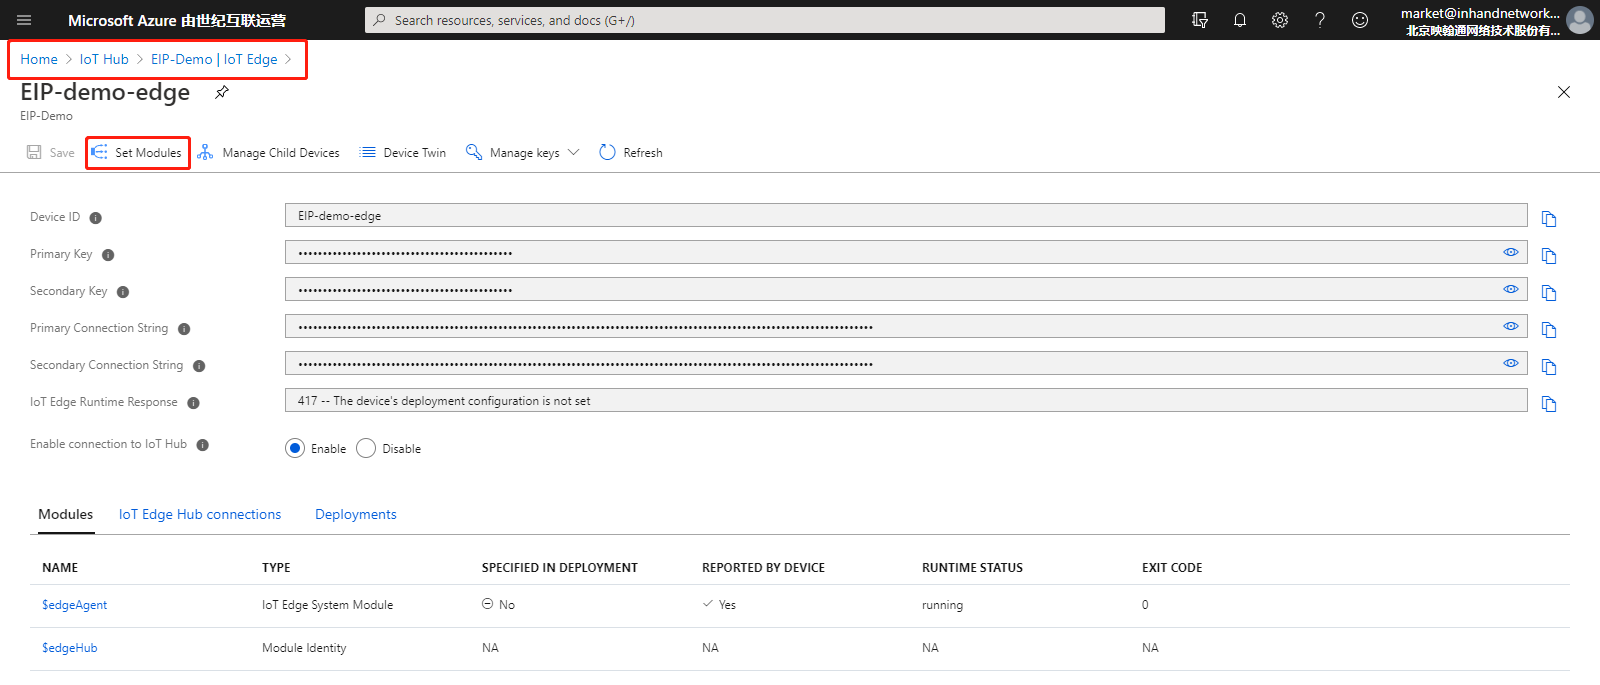 Microsoft Azure 由世纪互联运营
Search resources, services, and docs (G+/)
market@inhandnetwork...
北京映翰通网络技术股份有...
Home > IoT Hub > EIP-Demo | IoT Edge >
EIP-demo-edge
EIP-Demo
Save Set Modules Manage Child Devices Device Twin Manage keys Refresh
Device ID EIP-demo-edge
Primary Key
Secondary Key
Primary Connection String
Secondary Connection String
IoT Edge Runtime Response 417 -- The device's deployment configuration is not set
Enable connection to IoT Hub Enable Disable
Modules IoT Edge Hub connections Deployments
NAME TYPE SPECIFIED IN DEPLOYMENT REPORTED BY DEVICE RUNTIME STATUS EXIT CODE
$edgeAgent IoT Edge System Module No Yes running 0
$edgeHub Module Identity NA NA NA NA